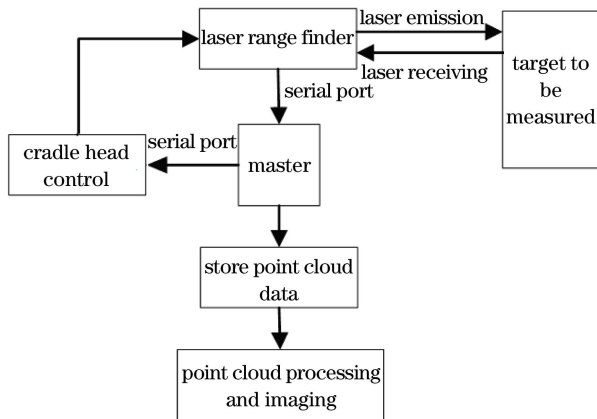 laser range finder
laser emission
laser receiving
target to
be
measured
serial port
serial port
cradle head
control
master
store point cloud
data
point cloud processing
and imaging